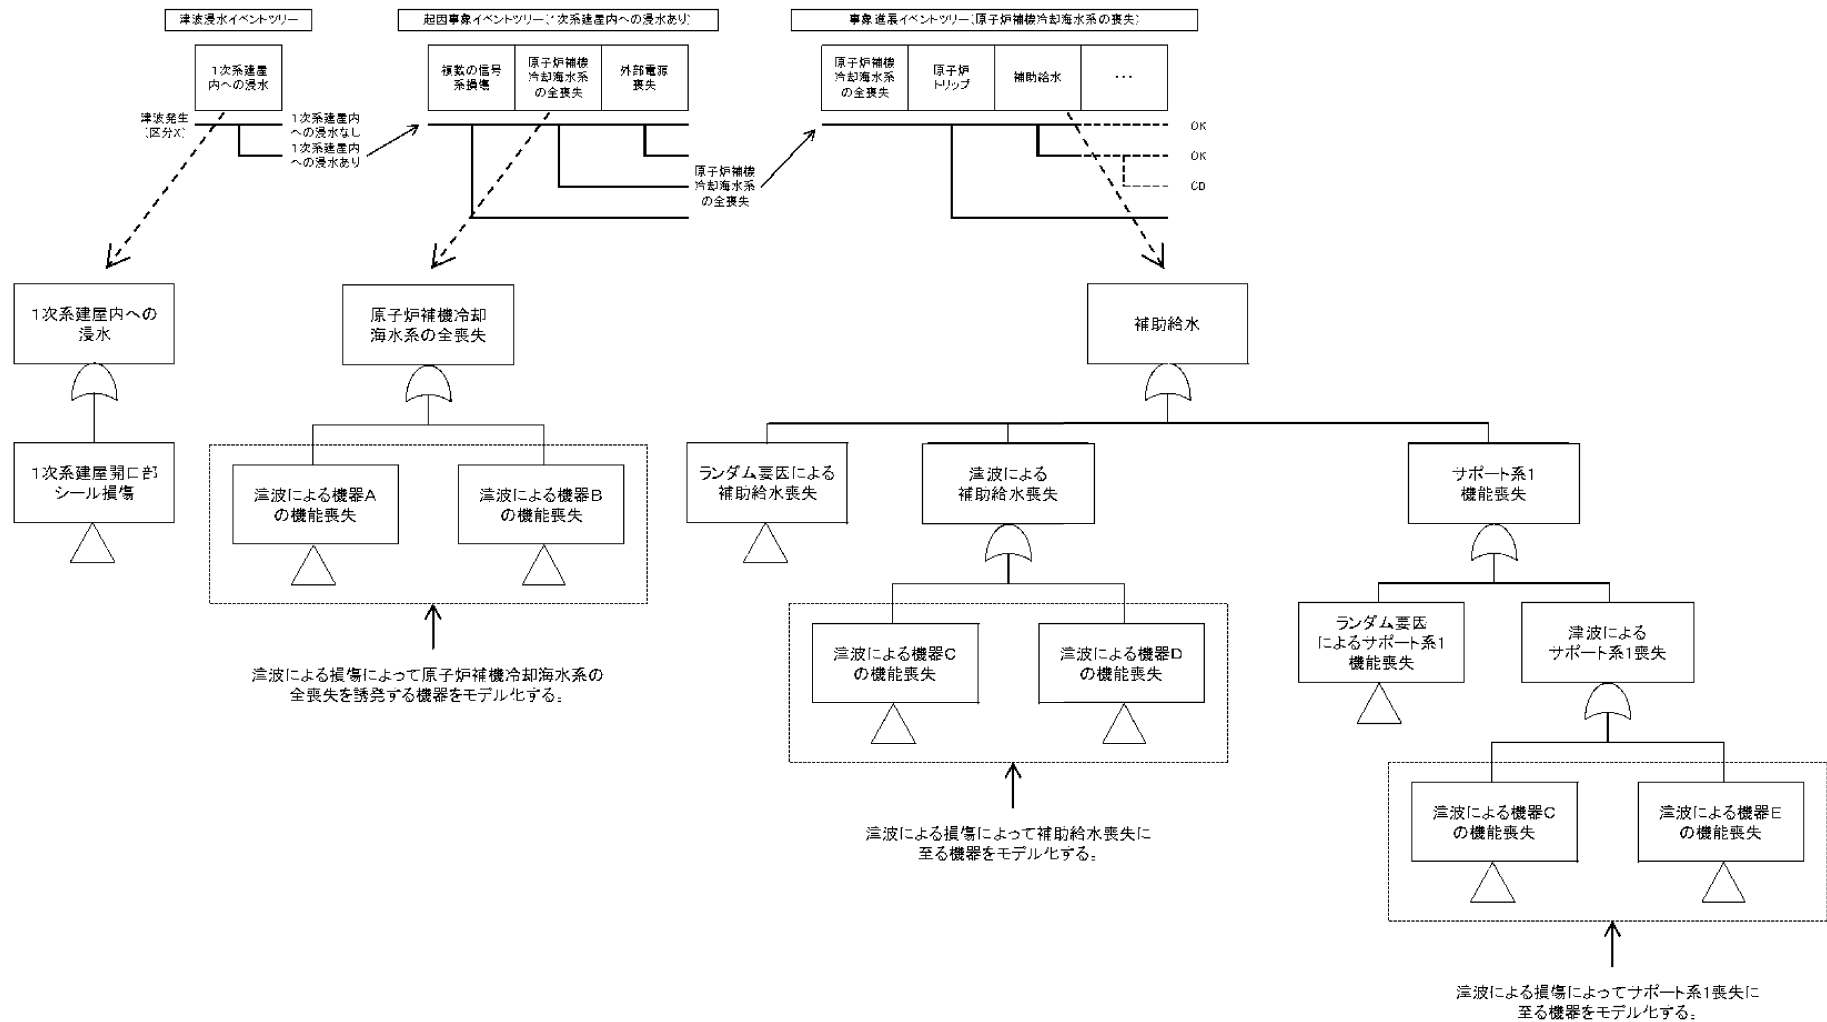 津波浸水イベントツリー
1次系建屋
内への浸水
津波発生
(区分X)
1次系建屋内
への浸水なし
1次系建屋内
への浸水あり
起因事象イベントツリー(1次系建屋内への浸水あり)
複数の信号
系損傷
原子炉補機
冷却海水系
の全喪失
外部電源
喪失
原子炉補機
冷却海水系
の全喪失
事象進展イベントツリー(原子炉補機冷却海水系の喪失)
原子炉補機
冷却海水系
の全喪失
原子炉
トリップ
補助給水
・・・
OK
OK
CD
1次系建屋内への
浸水
1次系建屋開口部
シール損傷
原子炉補機冷却
海水系の全喪失
津波による機器A
の機能喪失
津波による機器B
の機能喪失
津波による損傷によって原子炉補機冷却海水系の
全喪失を誘発する機器をモデル化する。
補助給水
ランダム要因による
補助給水喪失
津波による
補助給水喪失
サポート系1
機能喪失
津波による機器C
の機能喪失
津波による機器D
の機能喪失
津波による損傷によって補助給水喪失に
至る機器をモデル化する。
ランダム要因
によるサポート系1
機能喪失
津波による
サポート系1喪失
津波による機器C
の機能喪失
津波による機器E
の機能喪失
津波による損傷によってサポート系1喪失に
至る機器をモデル化する。